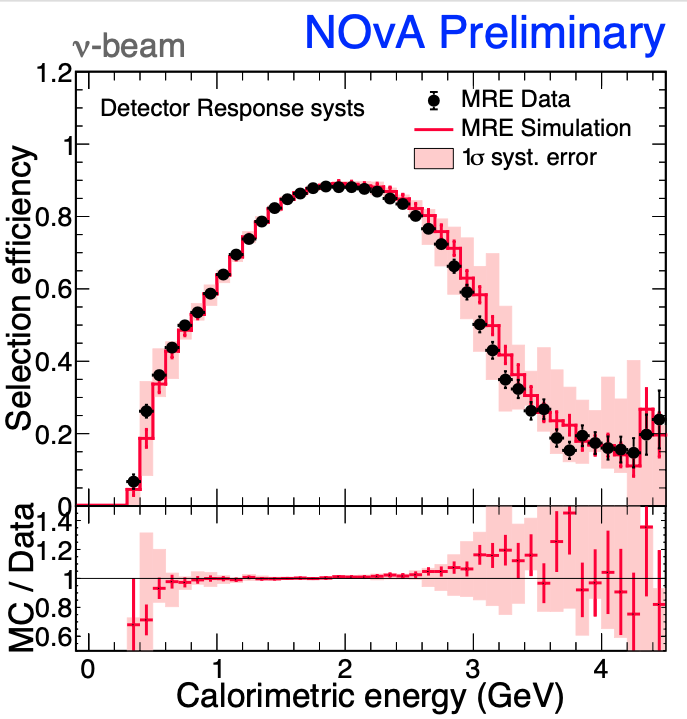 NOvA Preliminary
ν-beam
Detector Response systs
MRE Data
MRE Simulation
1σ syst. error
Selection efficiency
1.2
1
0.8
0.6
0.4
0.2
0
MC / Data
1.4
1.2
1
0.8
0.6
0 1 2 3 4
Calorimetric energy (GeV)